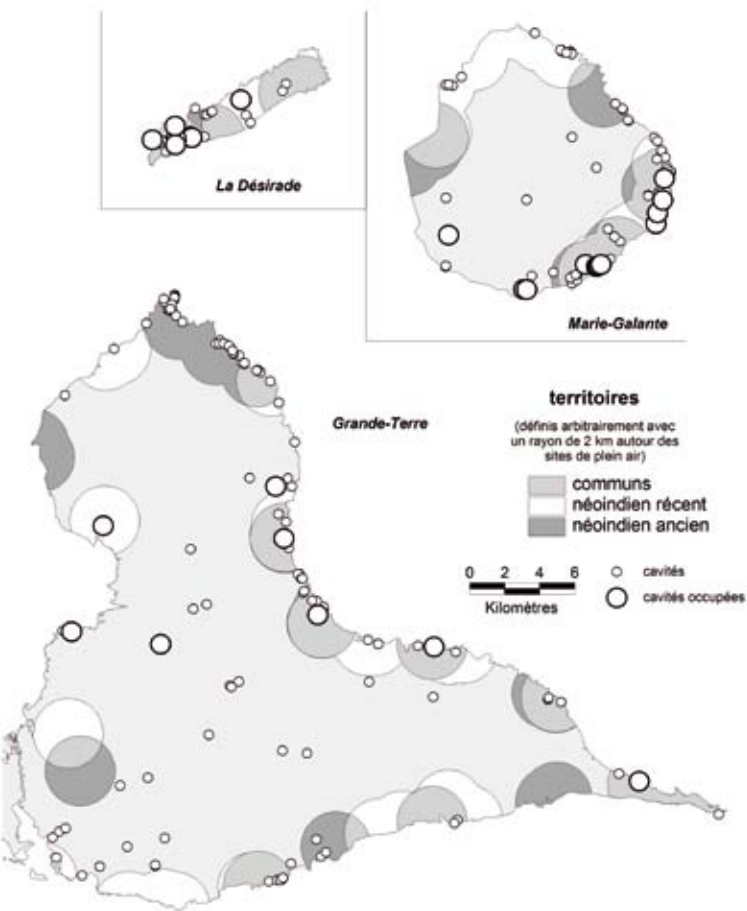 La Désirade
Marie-Galante
Grande-Terre
territoires
(définis arbitrairement avec
un rayon de 2 km autour des
sites de plein air)
communs
néoindien récent
néoindien ancien
0 2 4 6
Kilomètres
cavités
cavités occupées